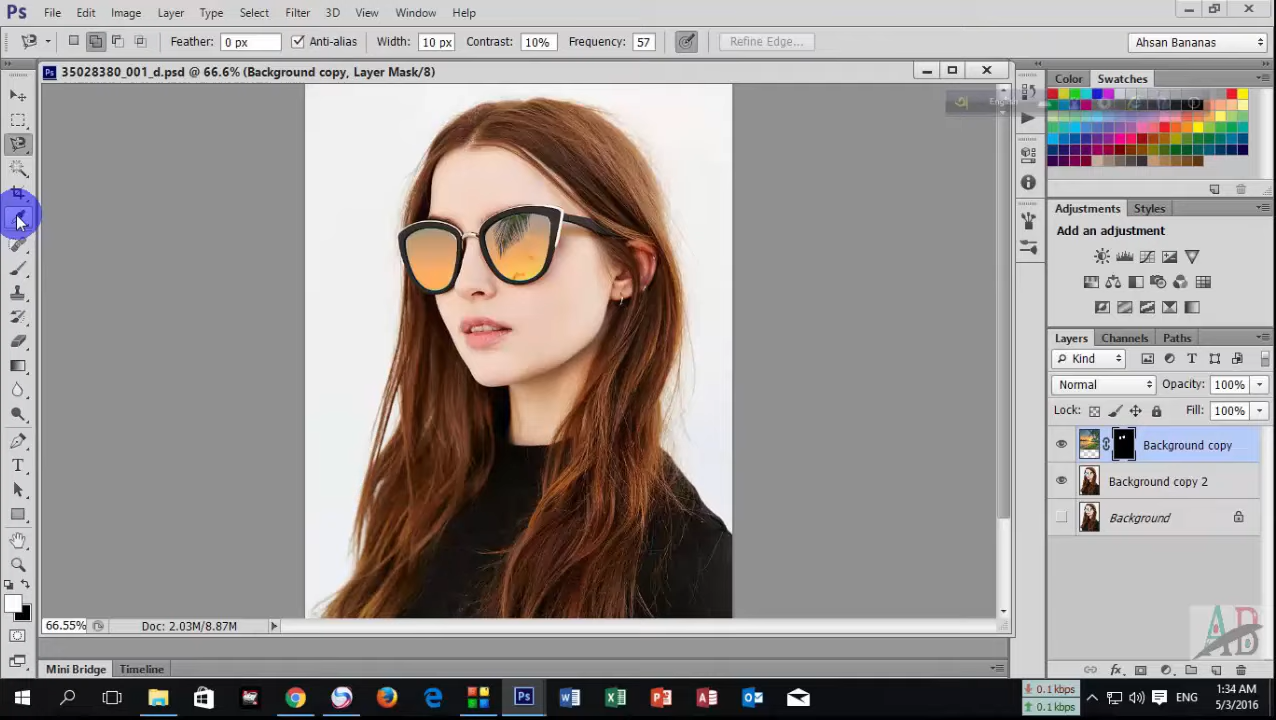 Ps File Edit Image Layer Type Select Filter 3D View Window Help
Feather: 0 px Anti-alias Width: 10 px Contrast: 10% Frequency: 57 Refine Edge... Ahsan Bananas
Ps 35028380_001_d.psd @ 66.6% (Background copy, Layer Mask/8)
Color Swatches
Adjustments Styles
Add an adjustment
Layers Channels Paths
Kind
Normal Opacity: 100%
Lock: Fill: 100%
Background copy
Background copy 2
Background
T
66.55% Doc: 2.03M/8.87M
AB
Mini Bridge Timeline
0.1 kbps
0.1 kbps
ENG
1:34 AM
5/3/2016